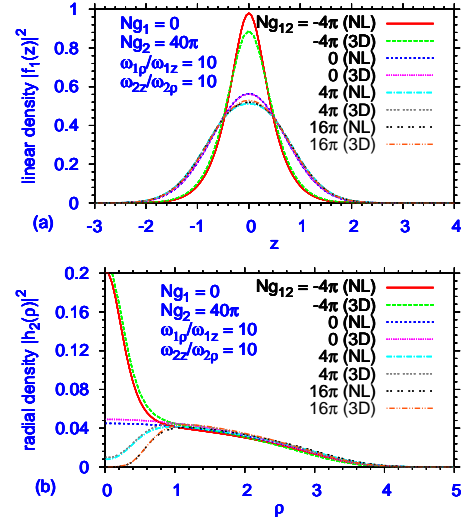 linear density |f₁(z)|²
1
0.8
0.6
0.4
0.2
0
-3 -2 -1 0 1 2 3 4
z
(a)
Ng₁ = 0
Ng₂ = 40π
ω₁ρ/ω₁z = 10
ω₂z/ω₂ρ = 10
Ng₁₂ = -4π (NL)
-4π (3D)
0 (NL)
0 (3D)
4π (NL)
4π (3D)
16π (NL)
16π (3D)
radial density |h₂(ρ)|²
0.2
0.16
0.12
0.08
0.04
0
0 1 2 3 4 5
ρ
(b)
Ng₁ = 0
Ng₂ = 40π
ω₁ρ/ω₁z = 10
ω₂z/ω₂ρ = 10
Ng₁₂ = -4π (NL)
-4π (3D)
0 (NL)
0 (3D)
4π (NL)
4π (3D)
16π (NL)
16π (3D)